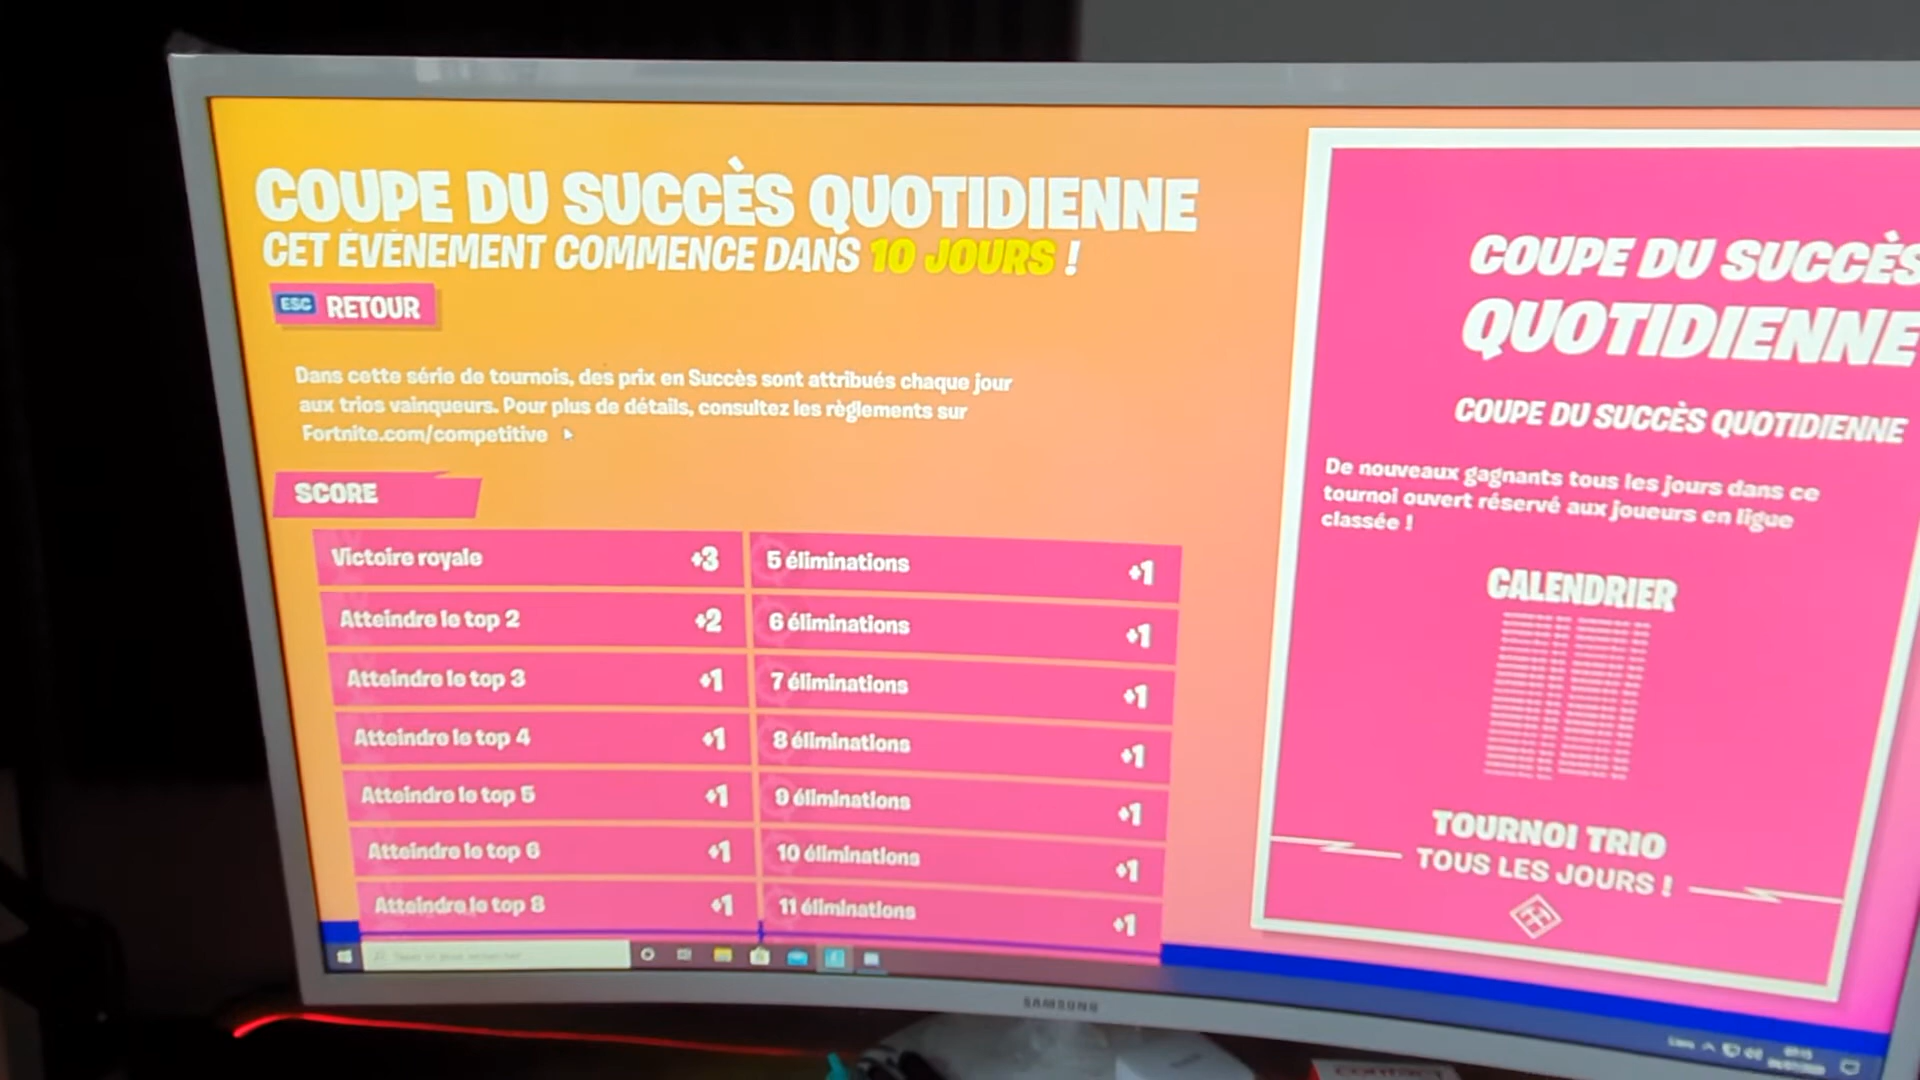 COUPE DU SUCCÈS QUOTIDIENNE
CET ÉVÉNEMENT COMMENCE DANS 10 JOURS !
ESC RETOUR
Dans cette série de tournois, des prix en Succès sont attribués chaque jour
aux trios vainqueurs. Pour plus de détails, consultez les règlements sur
Fortnite.com/competitive
SCORE
Victoire royale +3
Atteindre le top 2 +2
Atteindre le top 3 +1
Atteindre le top 4 +1
Atteindre le top 5 +1
Atteindre le top 6 +1
Atteindre le top 8 +1
5 éliminations +1
6 éliminations +1
7 éliminations +1
8 éliminations +1
9 éliminations +1
10 éliminations +1
11 éliminations +1
COUPE DU SUCCÈS
QUOTIDIENNE
COUPE DU SUCCÈS QUOTIDIENNE
De nouveaux gagnants tous les jours dans ce
tournoi ouvert réservé aux joueurs en ligue
classée !
CALENDRIER
TOURNOI TRIO
TOUS LES JOURS !
SAMSUNG